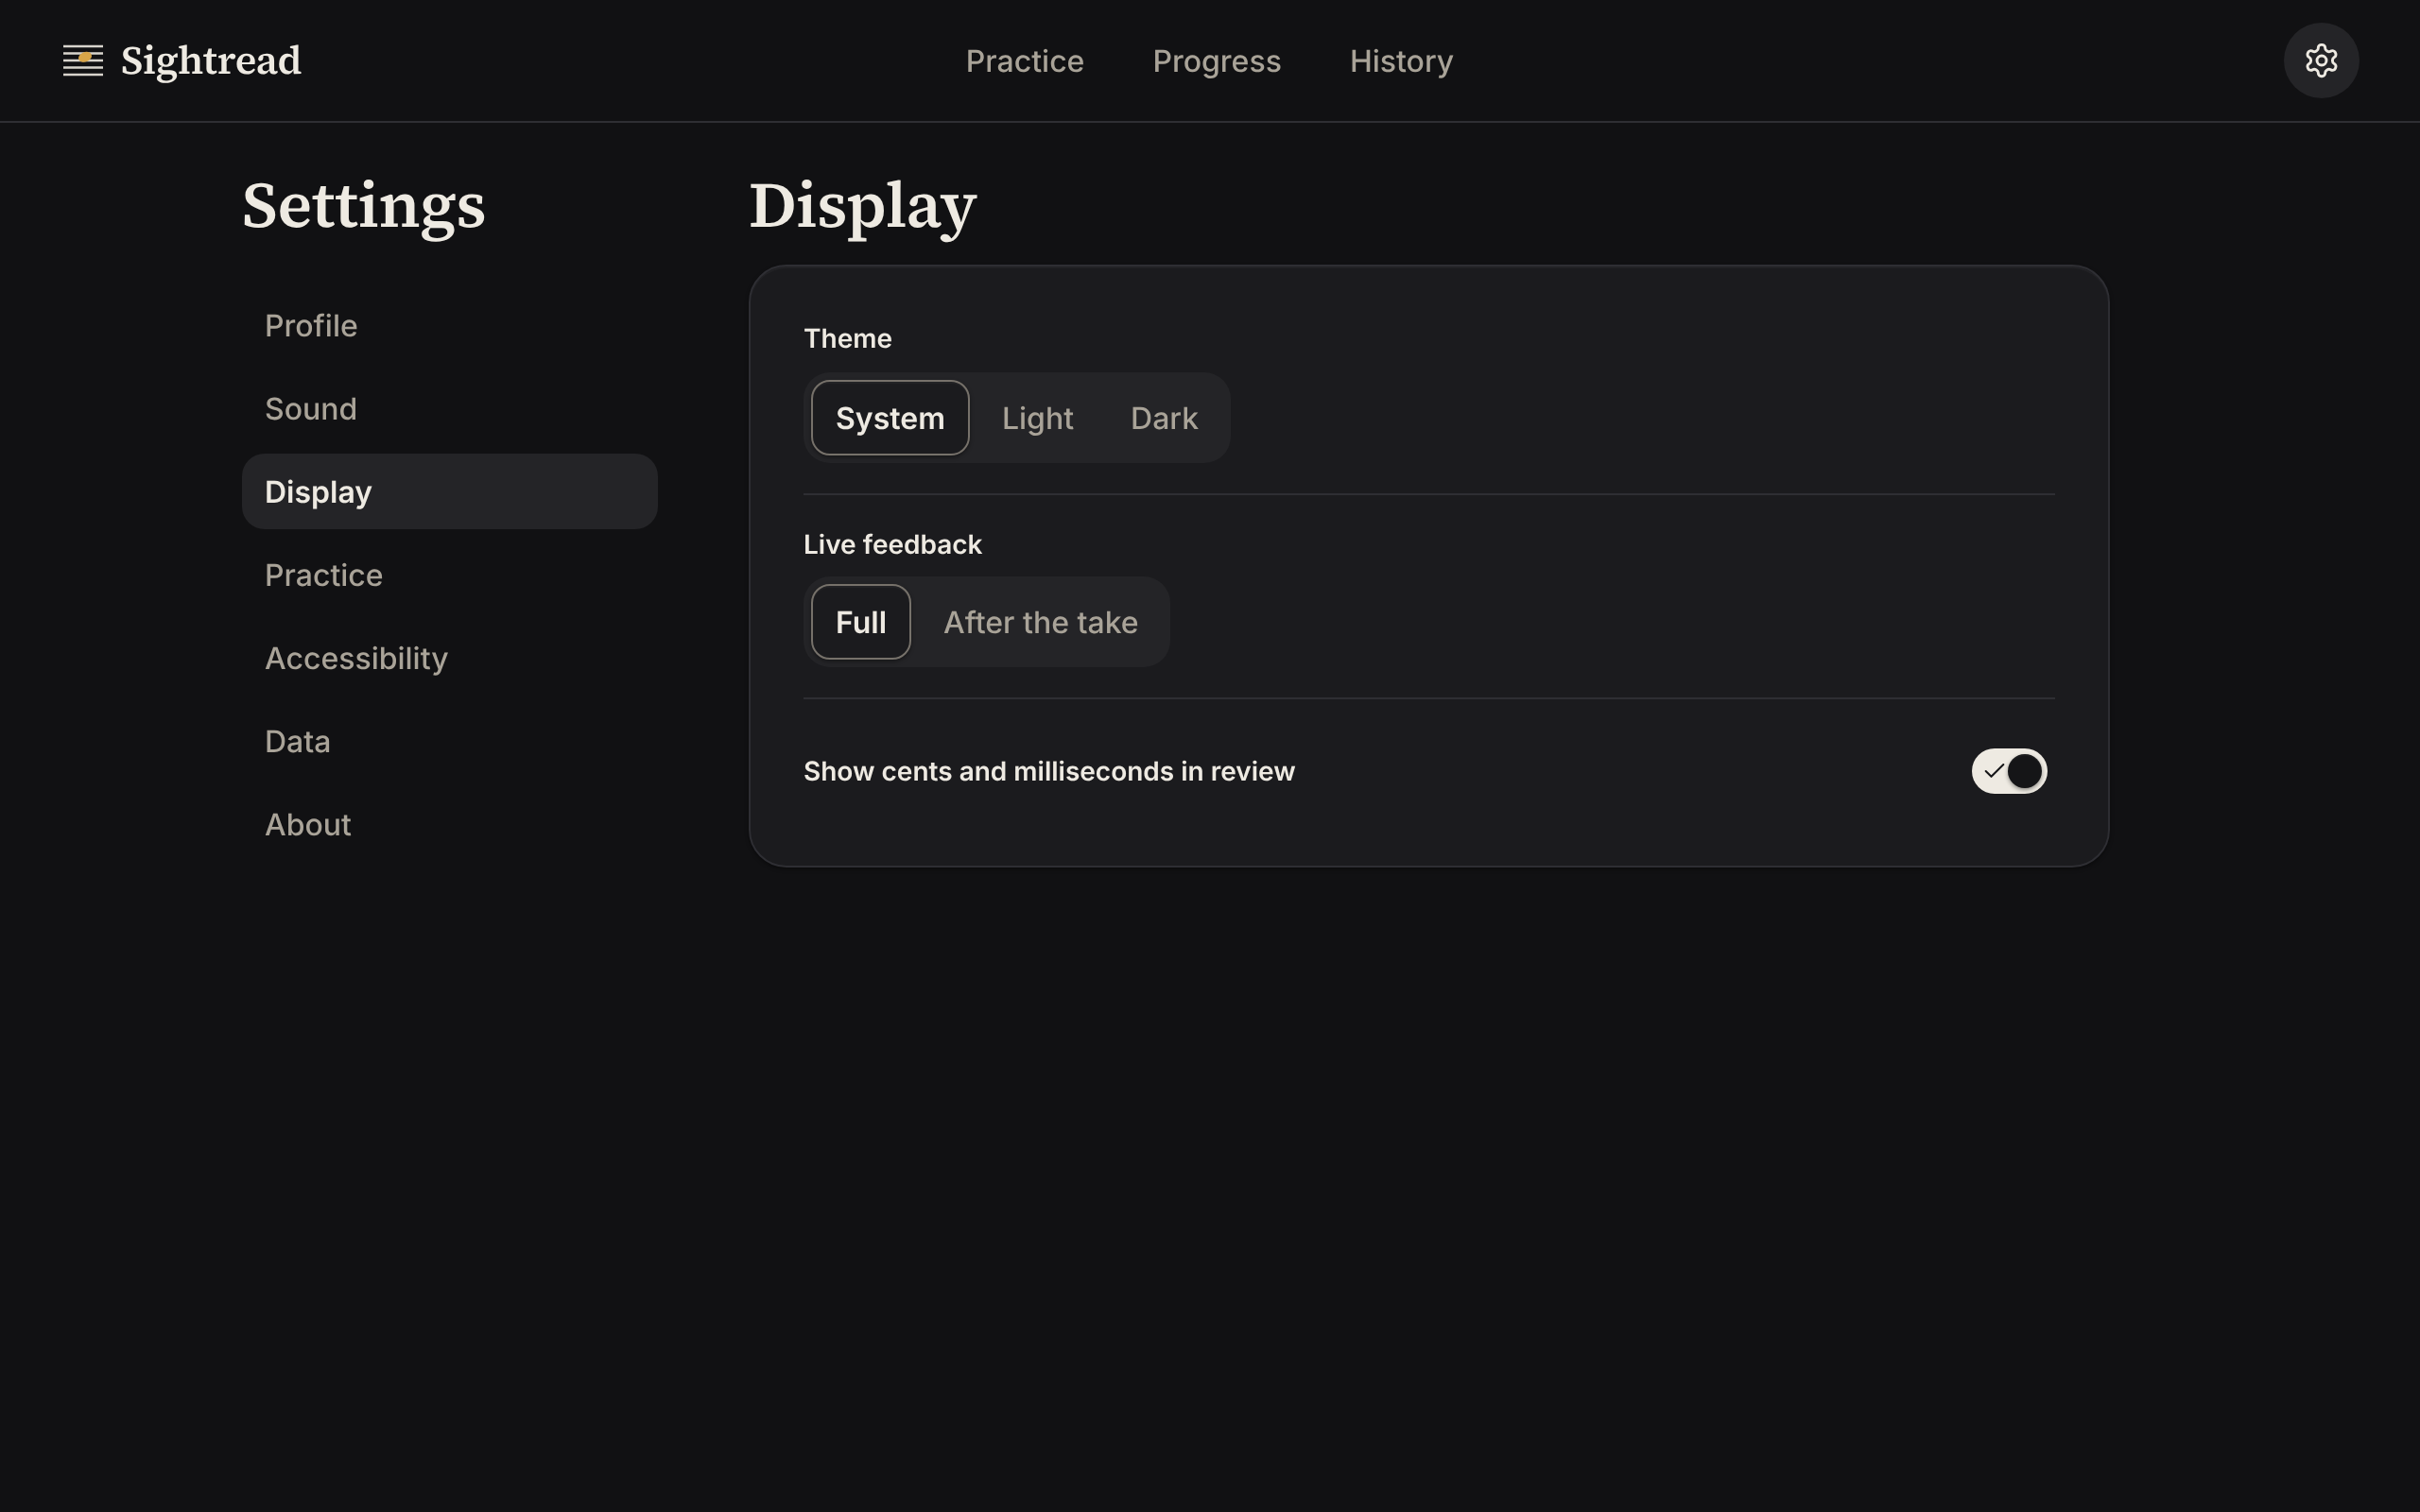 Sightread
Practice
Progress
History
Settings
Profile
Sound
Display
Practice
Accessibility
Data
About
Display
Theme
System
Light
Dark
Live feedback
Full
After the take
Show cents and milliseconds in review